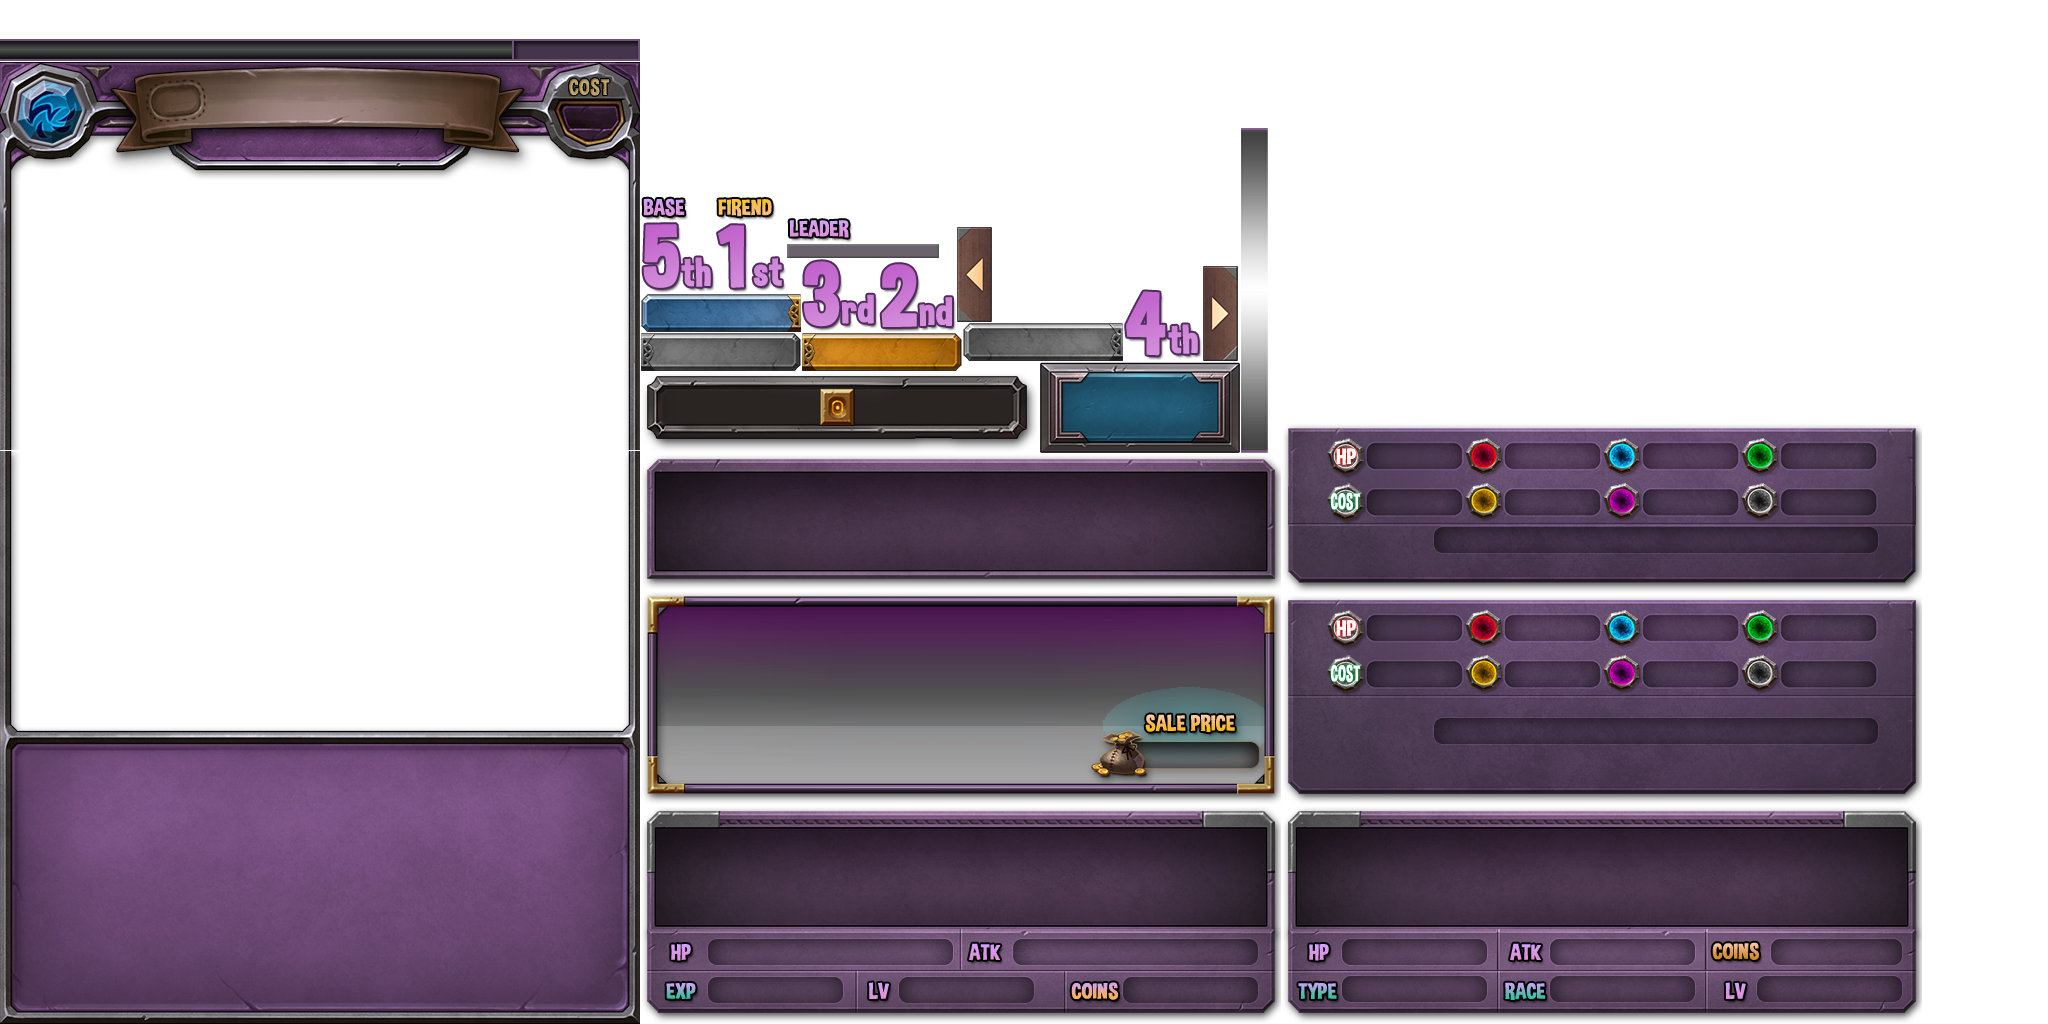 COST
BASE FIREND
LEADER
5th 1st
3rd 2nd
4th
SALE PRICE
HP ATK
EXP LV COINS
HP
COST
HP
COST
HP ATK COINS
TYPE RACE LV